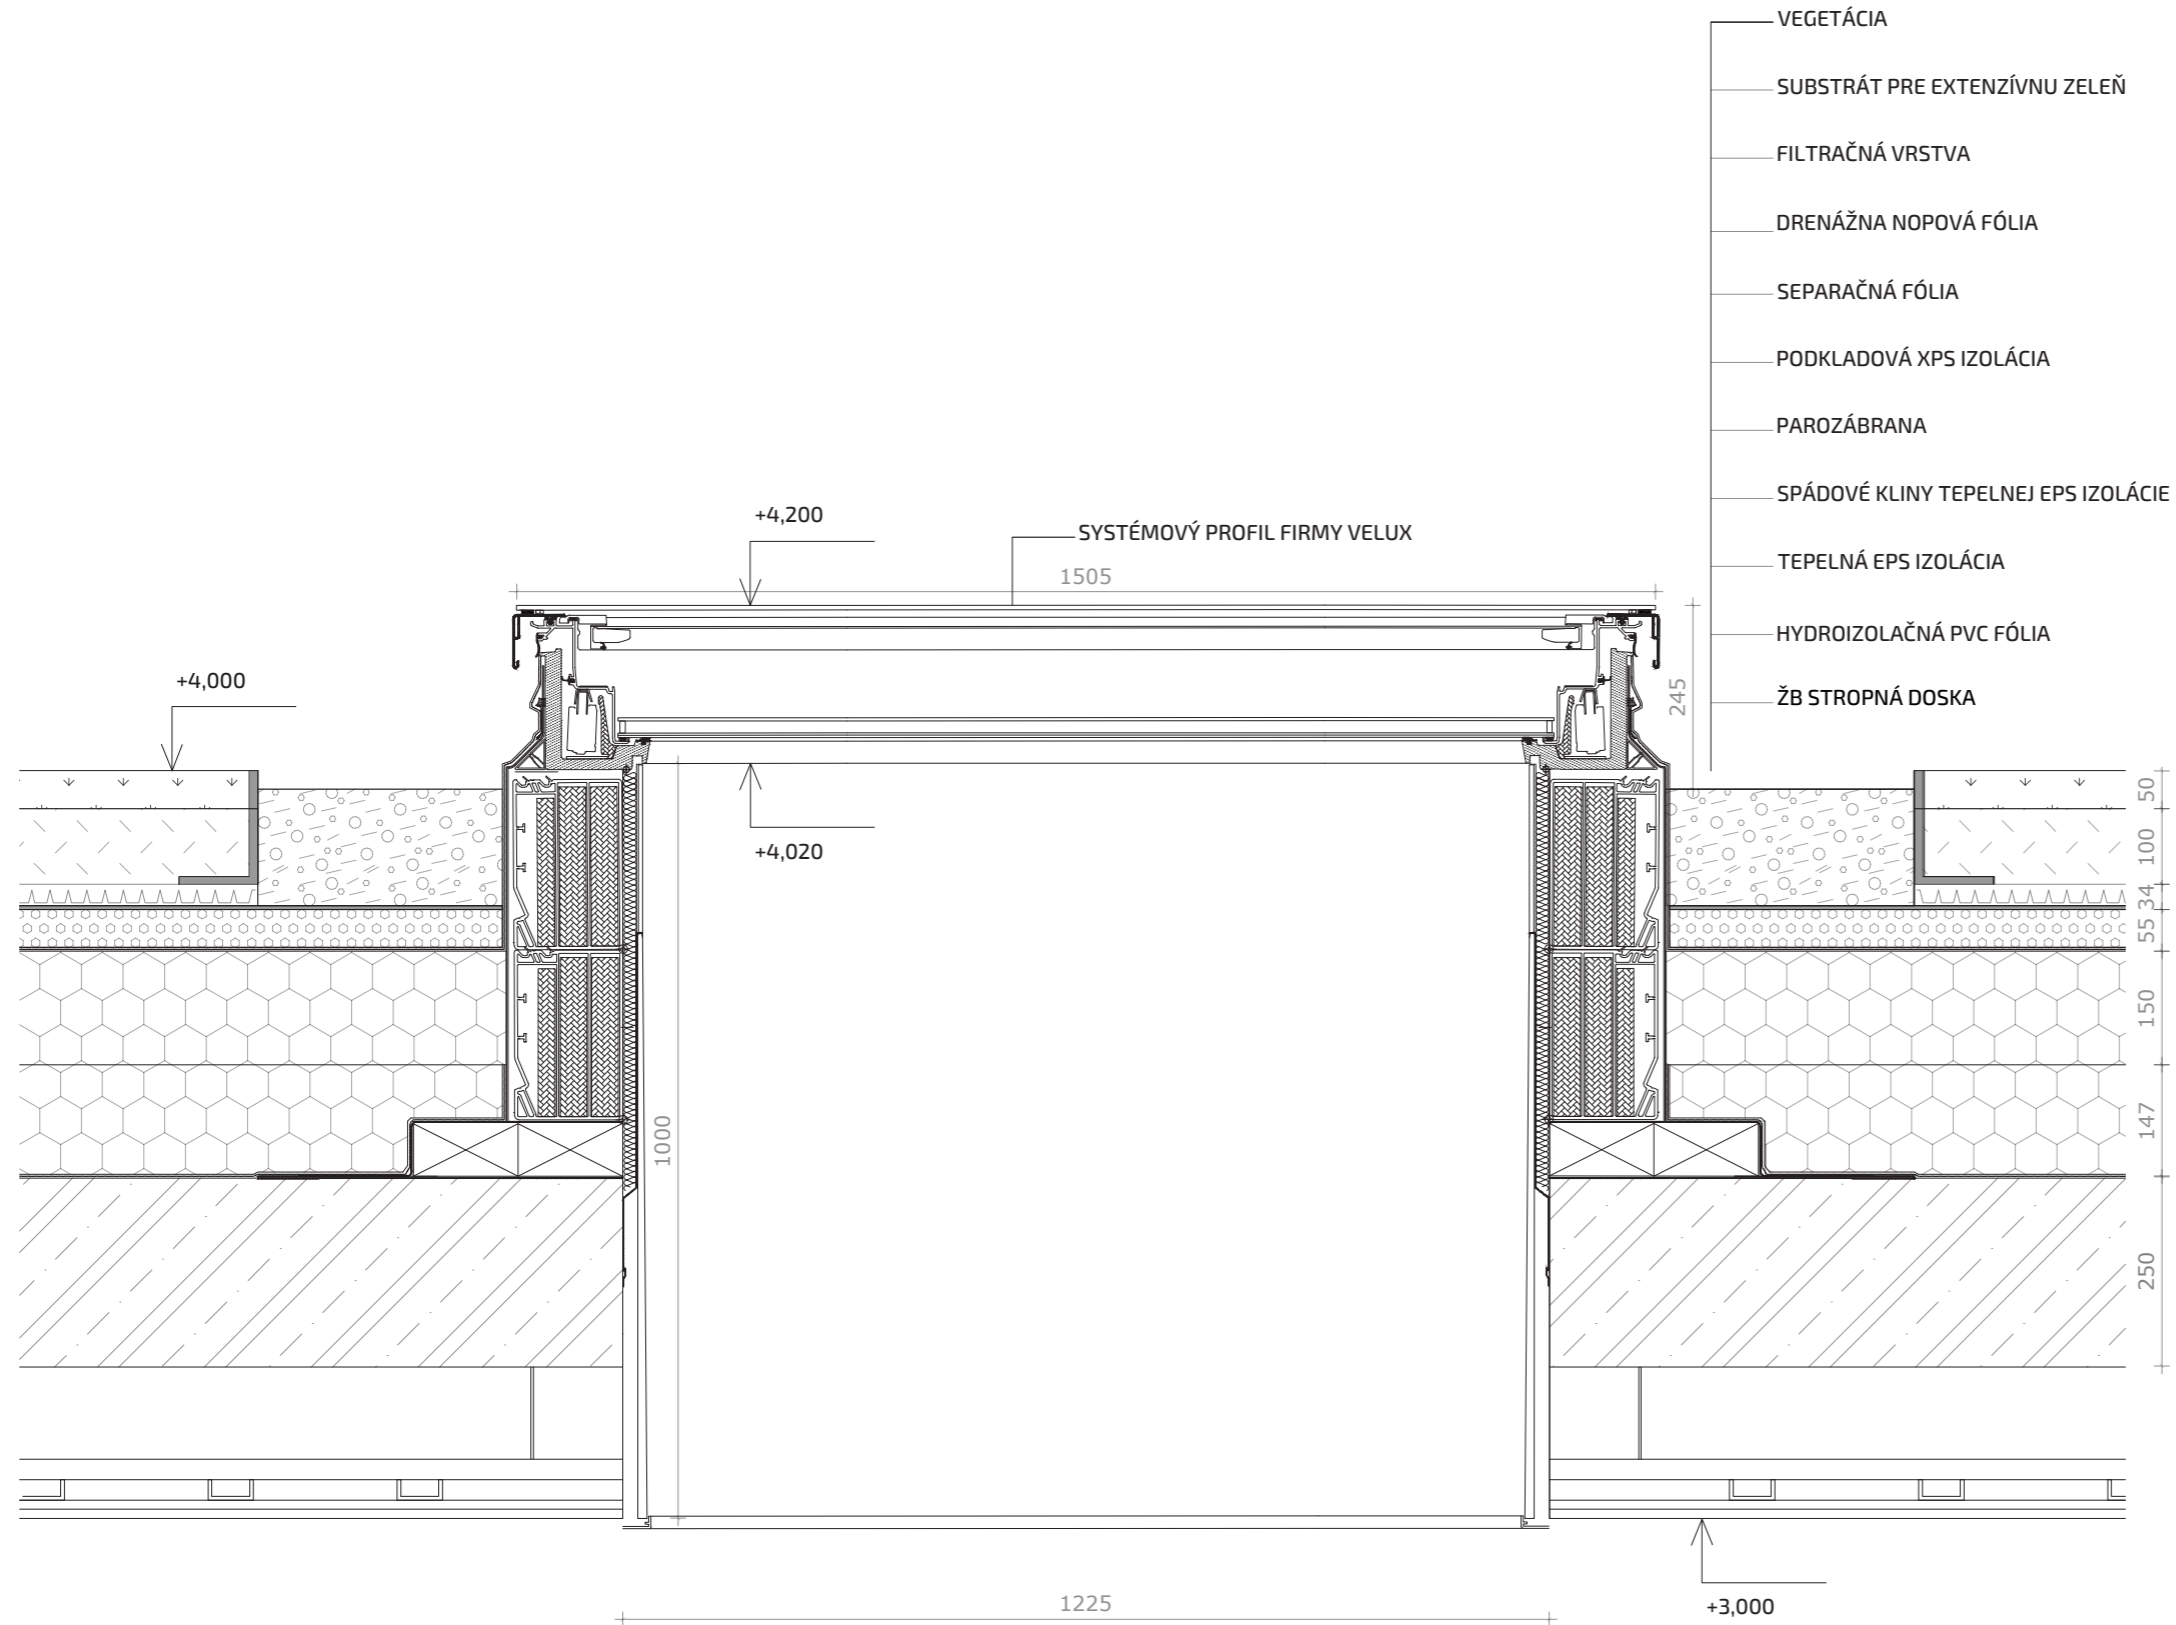 VEGETÁCIA
SUBSTRÁT PRE EXTENZÍVNU ZELEŇ
FILTRAČNÁ VRSTVA
DRENÁŽNA NOPOVÁ FÓLIA
SEPARAČNÁ FÓLIA
PODKLADOVÁ XPS IZOLÁCIA
PAROZÁBRANA
SPÁDOVÉ KLINY TEPELNEJ EPS IZOLÁCIE
TEPELNÁ EPS IZOLÁCIA
HYDROIZOLAČNÁ PVC FÓLIA
ŽB STROPNÁ DOSKA
+4,200
SYSTÉMOVÝ PROFIL FIRMY VELUX
1505
+4,000
245
+4,020
50
100
34
55
150
147
250
1000
1225
+3,000